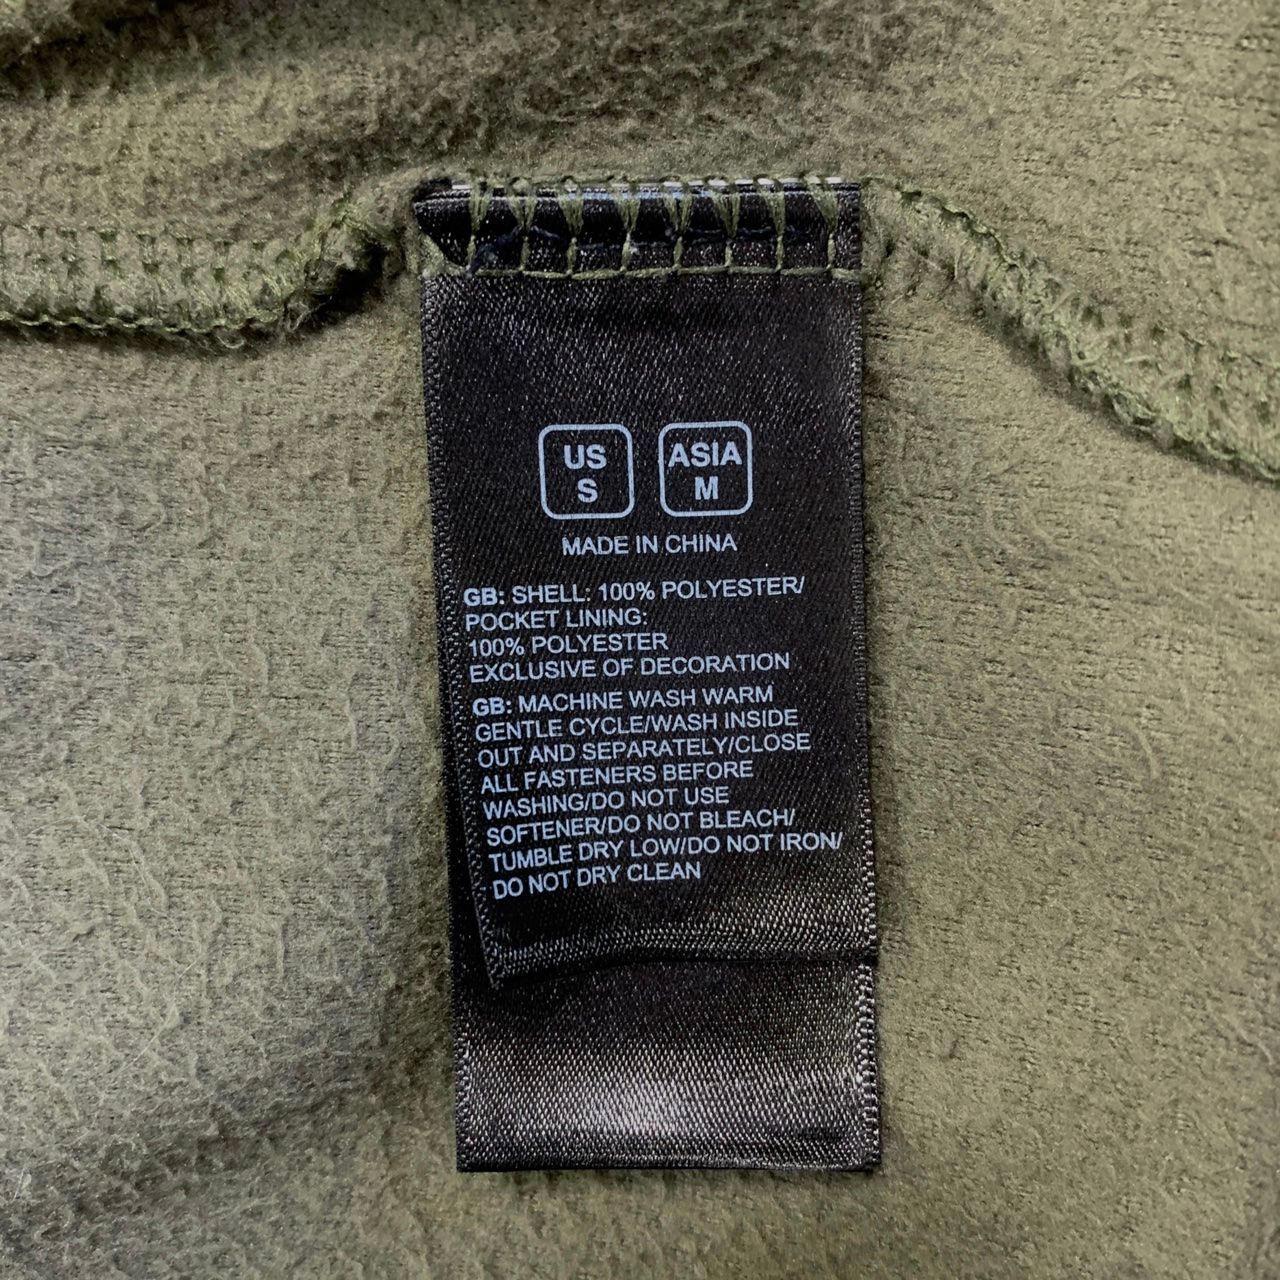 US
S
ASIA
M
MADE IN CHINA
GB: SHELL: 100% POLYESTER/
POCKET LINING:
100% POLYESTER
EXCLUSIVE OF DECORATION
GB: MACHINE WASH WARM
GENTLE CYCLE/WASH INSIDE
OUT AND SEPARATELY/CLOSE
ALL FASTENERS BEFORE
WASHING/DO NOT USE
SOFTENER/DO NOT BLEACH/
TUMBLE DRY LOW/DO NOT IRON/
DO NOT DRY CLEAN